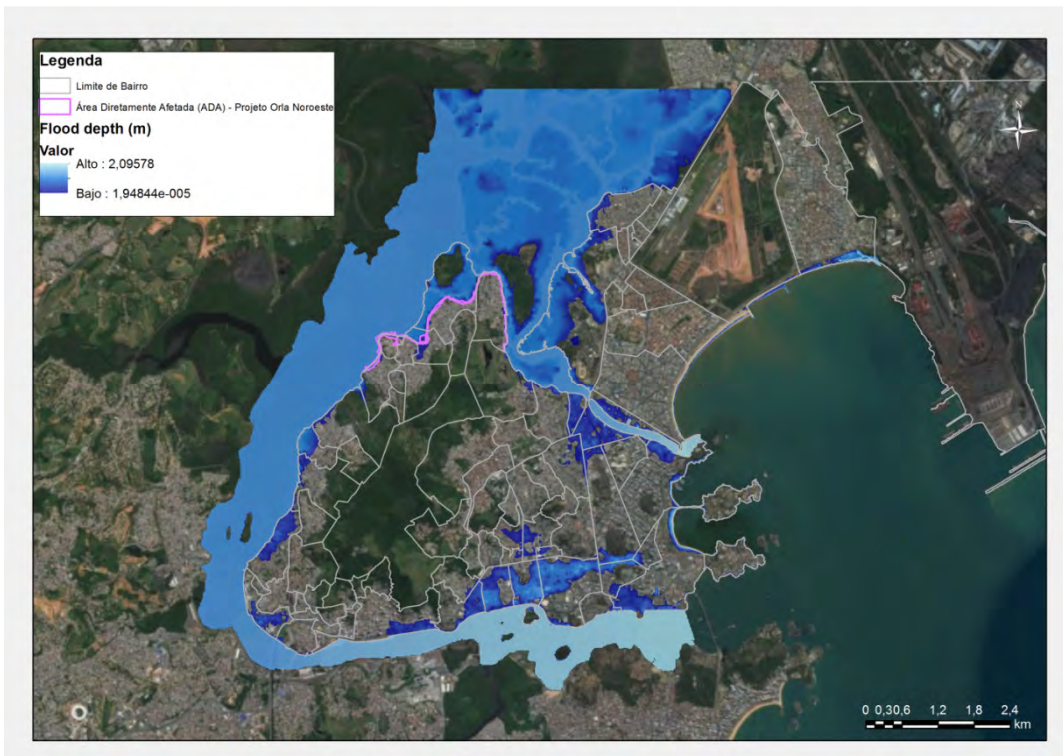 Legenda
Limite de Bairro
Área Diretamente Afetada (ADA) - Projeto Orla Noroeste
Flood depth (m)
Valor
Alto : 2,09578
Bajo : 1,94844e-005
N
0 0,30,6 1,2 1,8 2,4
km